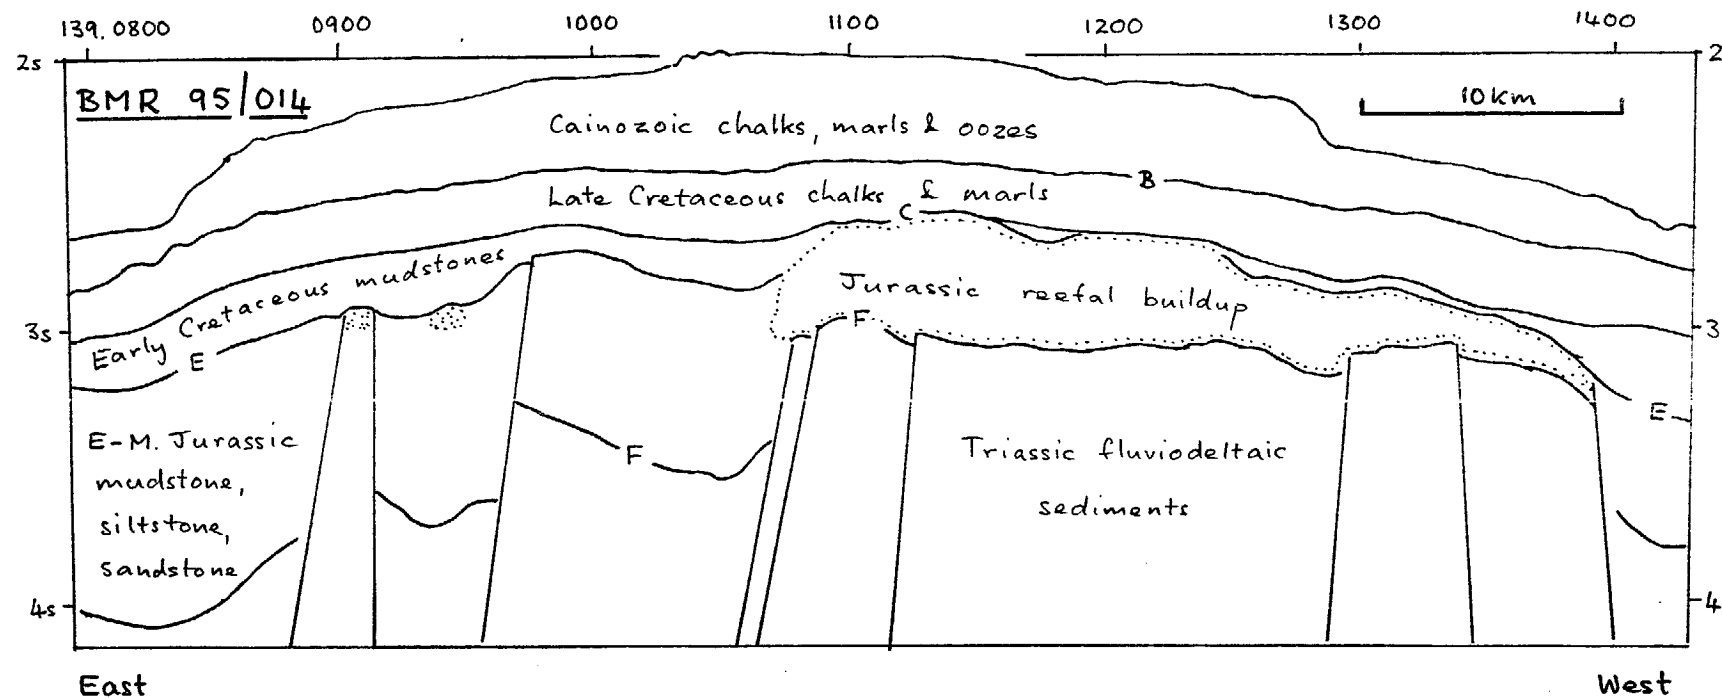 139.0800 0900 1000 1100 1200 1300 1400
2s 2
BMR 95/014
10km
Cainozoic chalks, marls & oozes
B
Late Cretaceous chalks & marls
C
Early Cretaceous mudstones
Jurassic reefal buildup
3s 3
E
F
E
E-M. Jurassic
mudstone,
siltstone,
sandstone
F
Triassic fluviodeltaic
sediments
4s 4
East West